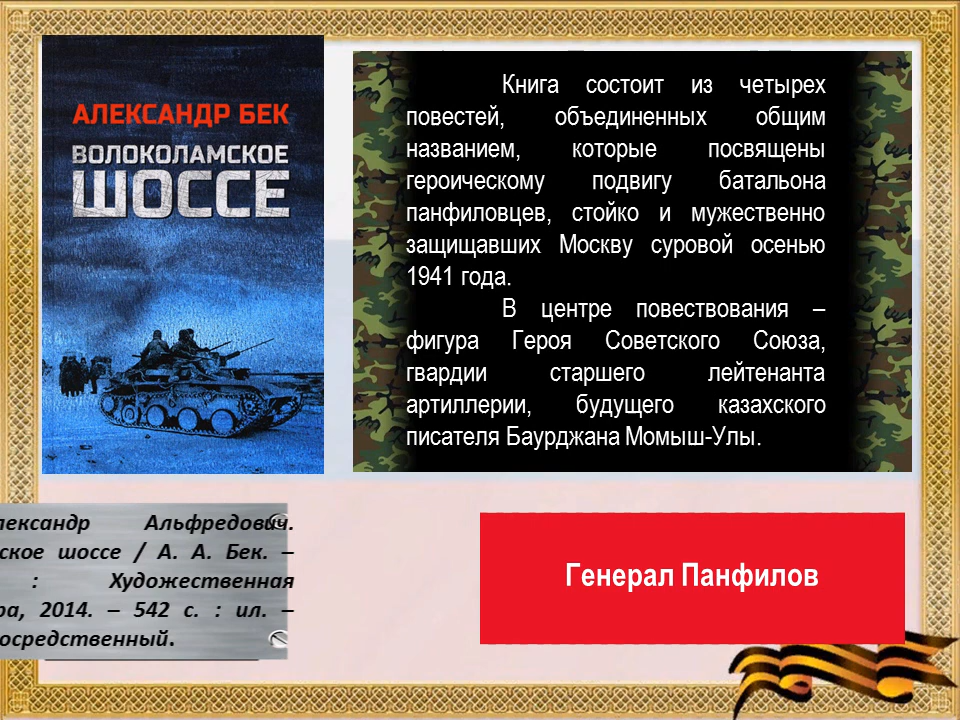 АЛЕКСАНДР БЕК
ВОЛОКОЛАМСКОЕ
ШОССЕ
Книга состоит из четырех
повестей, объединенных общим
названием, которые посвящены
героическому подвигу батальона
панфиловцев, стойко и мужественно
защищавших Москву суровой осенью
1941 года.
В центре повествования –
фигура Героя Советского Союза,
гвардии старшего лейтенанта
артиллерии, будущего казахского
писателя Баурджана Момыш-Улы.
лександр Альфредович.
ское шоссе / А. А. Бек. –
: Художественная
ра, 2014. – 542 с. : ил. –
осредственный.
Генерал Панфилов